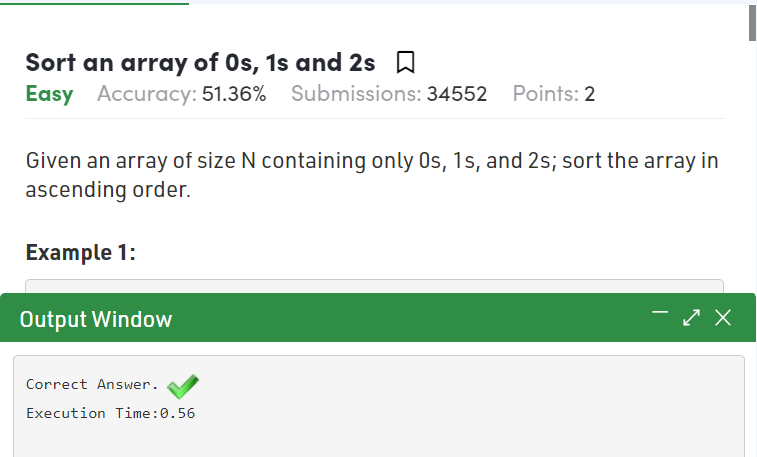 Sort an array of 0s, 1s and 2s
Easy Accuracy: 51.36% Submissions: 34552 Points: 2
Given an array of size N containing only 0s, 1s, and 2s; sort the array in
ascending order.
Example 1:
Output Window
Correct Answer.
Execution Time:0.56